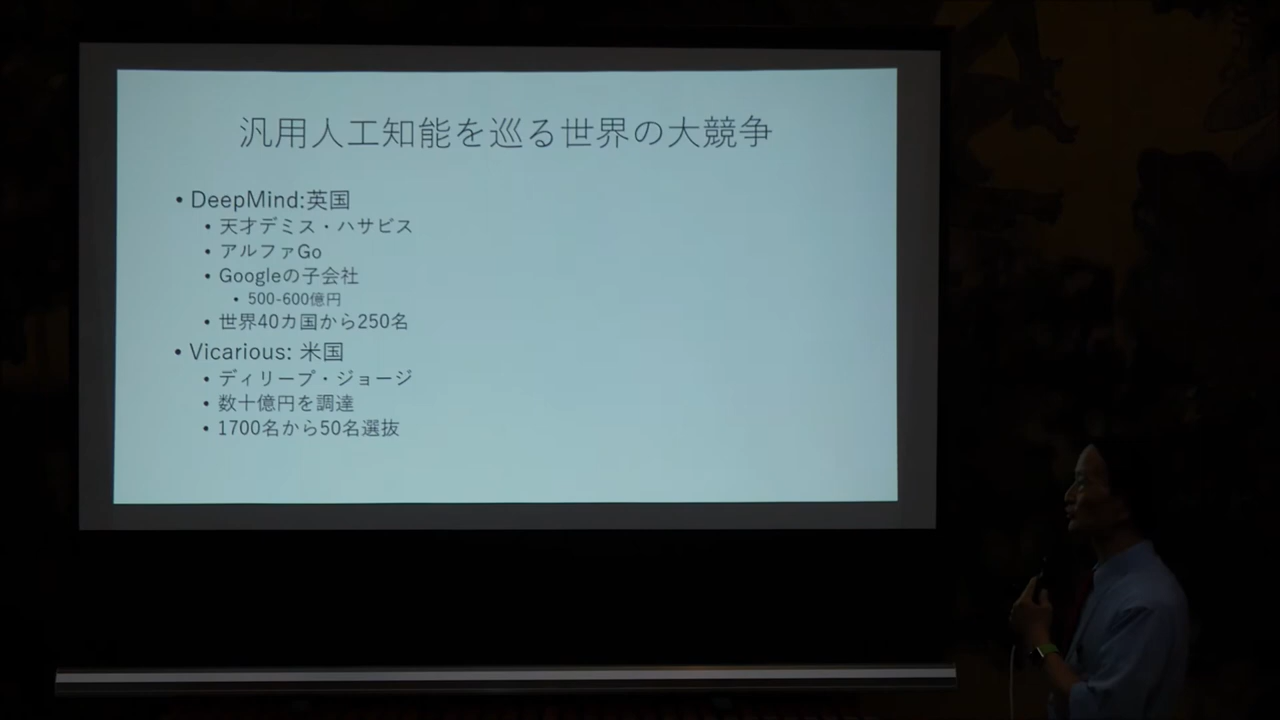 汎用人工知能を巡る世界の大競争
• DeepMind:英国
• 天才デミス・ハサビス
• アルファGo
• Googleの子会社
• 500-600億円
• 世界40カ国から250名
• Vicarious: 米国
• ディリープ・ジョージ
• 数十億円を調達
• 1700名から50名選抜